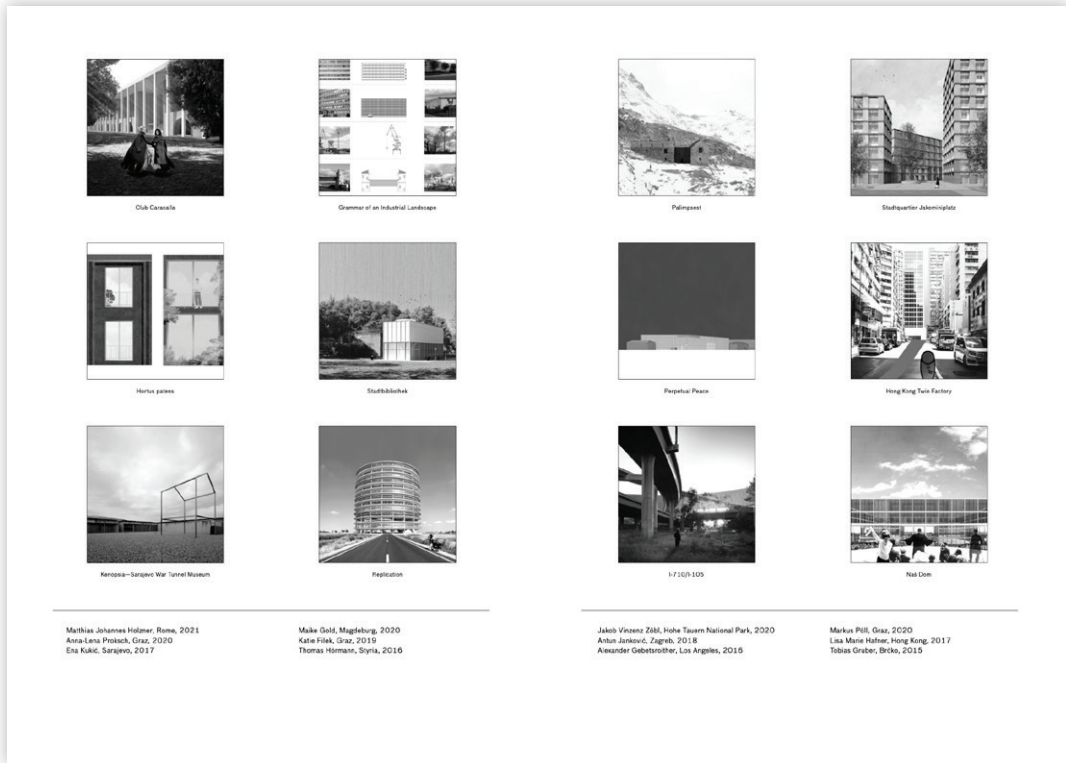 Club Caracalla
Grammar of an Industrial Landscape
Palimpsest
Stadtquartier Jakominiplatz
Hortus patens
Stadtbibliothek
Perpetual Peace
Hong Kong Twin Factory
Kenopsia—Sarajevo War Tunnel Museum
Replication
I-710/I-105
Naš Dom
Matthias Johannes Holzner, Rome, 2021
Anna-Lena Proksch, Graz, 2020
Ena Kukić, Sarajevo, 2017
Maike Gold, Magdeburg, 2020
Katie Filek, Graz, 2019
Thomas Hörmann, Styria, 2016
Jakob Vinzenz Zöbl, Hohe Tauern National Park, 2020
Antun Janković, Zagreb, 2018
Alexander Gebetsroither, Los Angeles, 2016
Markus Pöll, Graz, 2020
Lisa Marie Hafner, Hong Kong, 2017
Tobias Gruber, Brčko, 2015